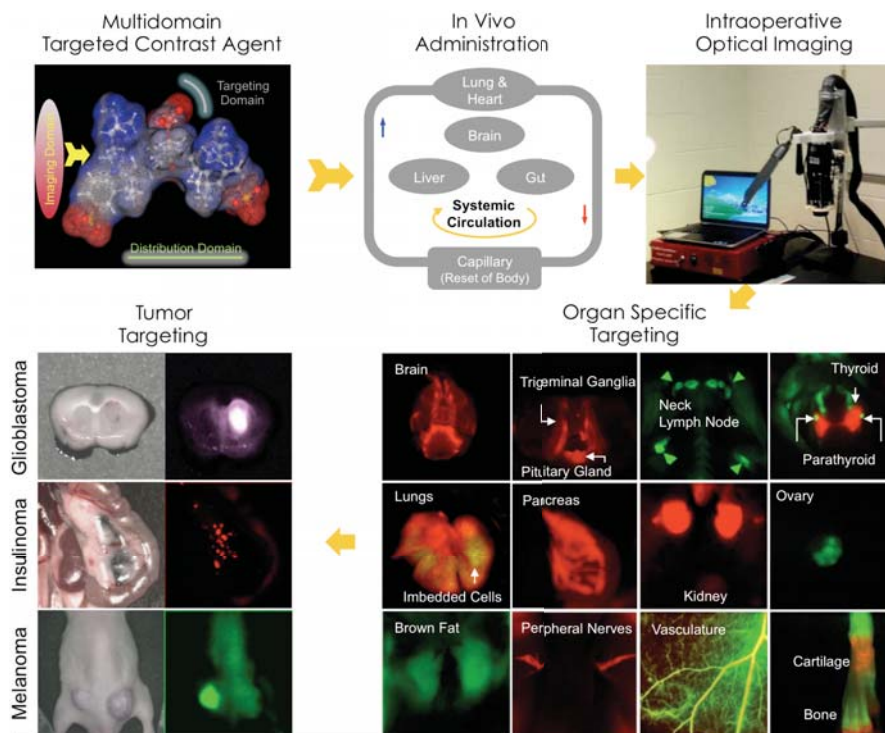 Multidomain
Targeted Contrast Agent
In Vivo
Administration
Intraoperative
Optical Imaging
Imaging Domain
Targeting
Domain
Distribution Domain
Lung &
Heart
Brain
Liver
Gut
Systemic
Circulation
Capillary
(Reset of Body)
Tumor
Targeting
Organ Specific
Targeting
Glioblastoma
Insulinoma
Melanoma
Brain
Trigeminal Ganglia
Pituitary Gland
Neck
Lymph Node
Thyroid
Parathyroid
Lungs
Imbedded Cells
Pancreas
Kidney
Ovary
Brown Fat
Peripheral Nerves
Vasculature
Cartilage
Bone